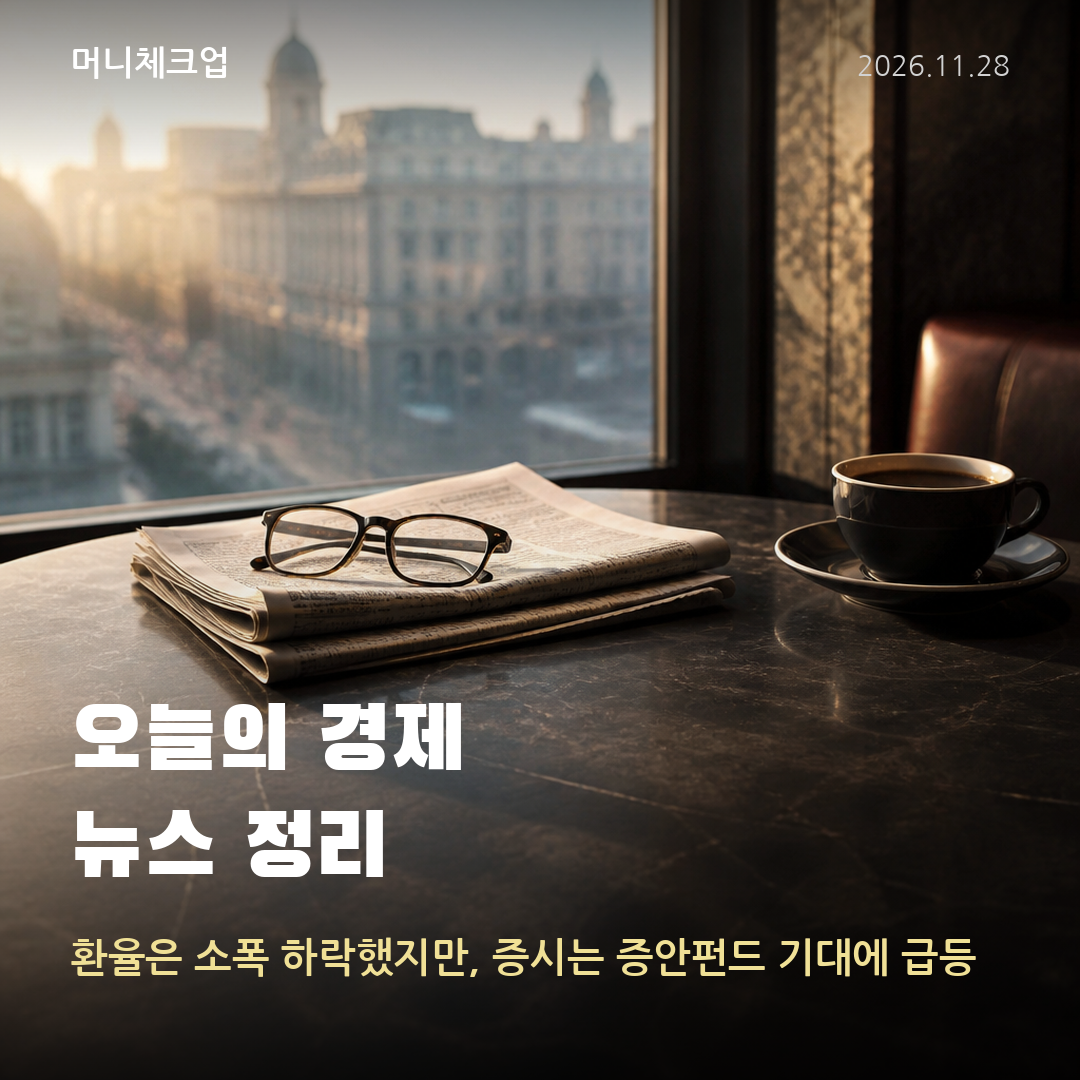 머니체크업
2026.11.28
오늘의 경제
뉴스 정리
환율은 소폭 하락했지만, 증시는 증안펀드 기대에 급등